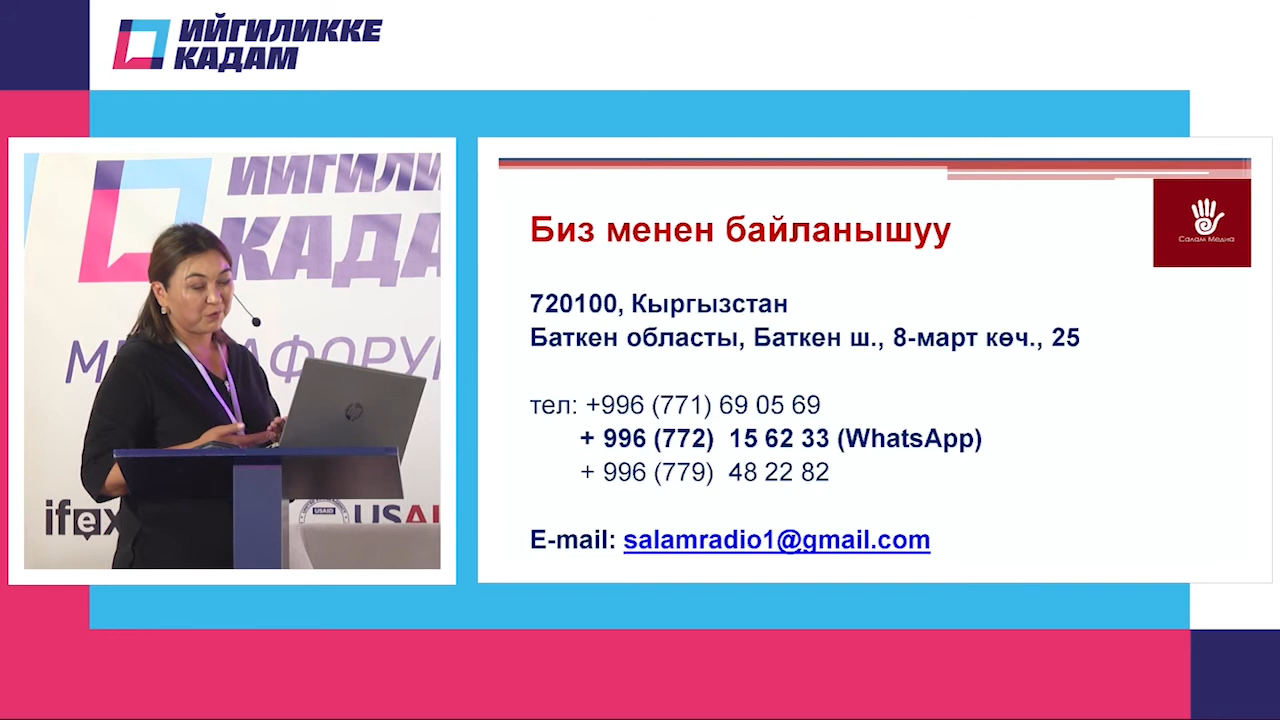 ИЙГИЛИККЕ
КАДАМ
КАДА
ifex
USAID
USAI
hp
Биз менен байланышуу
Салам Медиа
720100, Кыргызстан
Баткен областы, Баткен ш., 8-март көч., 25
тел: +996 (771) 69 05 69
+ 996 (772) 15 62 33 (WhatsApp)
+ 996 (779) 48 22 82
E-mail: salamradio1@gmail.com